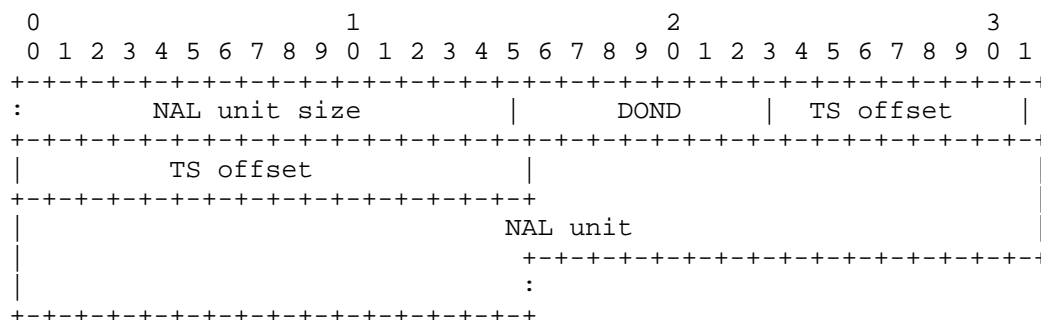 0                   1                   2                   3
0 1 2 3 4 5 6 7 8 9 0 1 2 3 4 5 6 7 8 9 0 1 2 3 4 5 6 7 8 9 0 1
+-+-+-+-+-+-+-+-+-+-+-+-+-+-+-+-+-+-+-+-+-+-+-+-+-+-+-+-+-+-+-+-+
:         NAL unit size         |      DOND     |  TS offset    |
+-+-+-+-+-+-+-+-+-+-+-+-+-+-+-+-+-+-+-+-+-+-+-+-+-+-+-+-+-+-+-+-+
|         TS offset             |                               |
+-+-+-+-+-+-+-+-+-+-+-+-+-+-+-+-+                               |
|                              NAL unit                         |
|                               +-+-+-+-+-+-+-+-+-+-+-+-+-+-+-+-+
|                               :
+-+-+-+-+-+-+-+-+-+-+-+-+-+-+-+-+